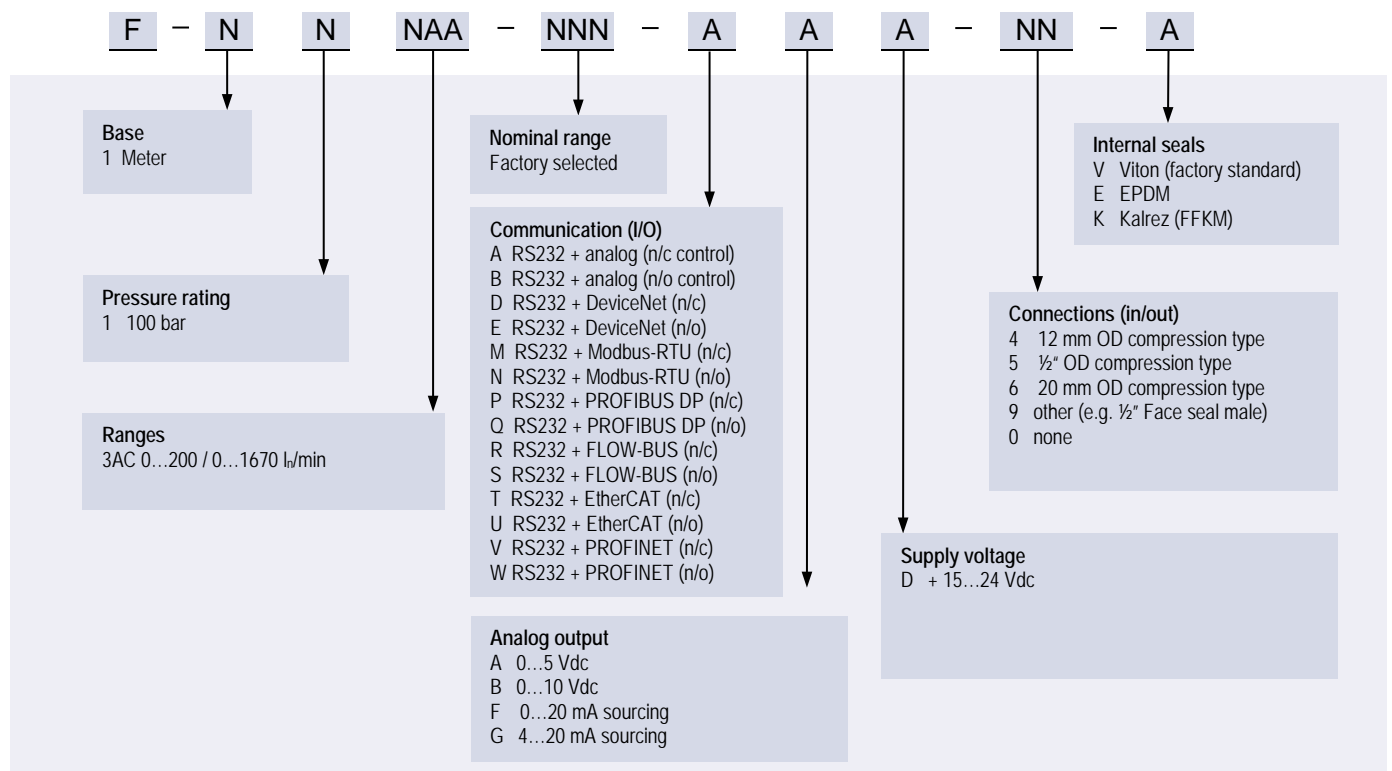 F – N N NAA – NNN – A A A – NN – A
Base
1 Meter
Pressure rating
1 100 bar
Ranges
3AC 0…200 / 0…1670 ln/min
Nominal range
Factory selected
Communication (I/O)
A RS232 + analog (n/c control)
B RS232 + analog (n/o control)
D RS232 + DeviceNet (n/c)
E RS232 + DeviceNet (n/o)
M RS232 + Modbus-RTU (n/c)
N RS232 + Modbus-RTU (n/o)
P RS232 + PROFIBUS DP (n/c)
Q RS232 + PROFIBUS DP (n/o)
R RS232 + FLOW-BUS (n/c)
S RS232 + FLOW-BUS (n/o)
T RS232 + EtherCAT (n/c)
U RS232 + EtherCAT (n/o)
V RS232 + PROFINET (n/c)
W RS232 + PROFINET (n/o)
Analog output
A 0…5 Vdc
B 0…10 Vdc
F 0…20 mA sourcing
G 4…20 mA sourcing
Internal seals
V Viton (factory standard)
E EPDM
K Kalrez (FFKM)
Connections (in/out)
4 12 mm OD compression type
5 ½“ OD compression type
6 20 mm OD compression type
9 other (e.g. ½” Face seal male)
0 none
Supply voltage
D + 15…24 Vdc